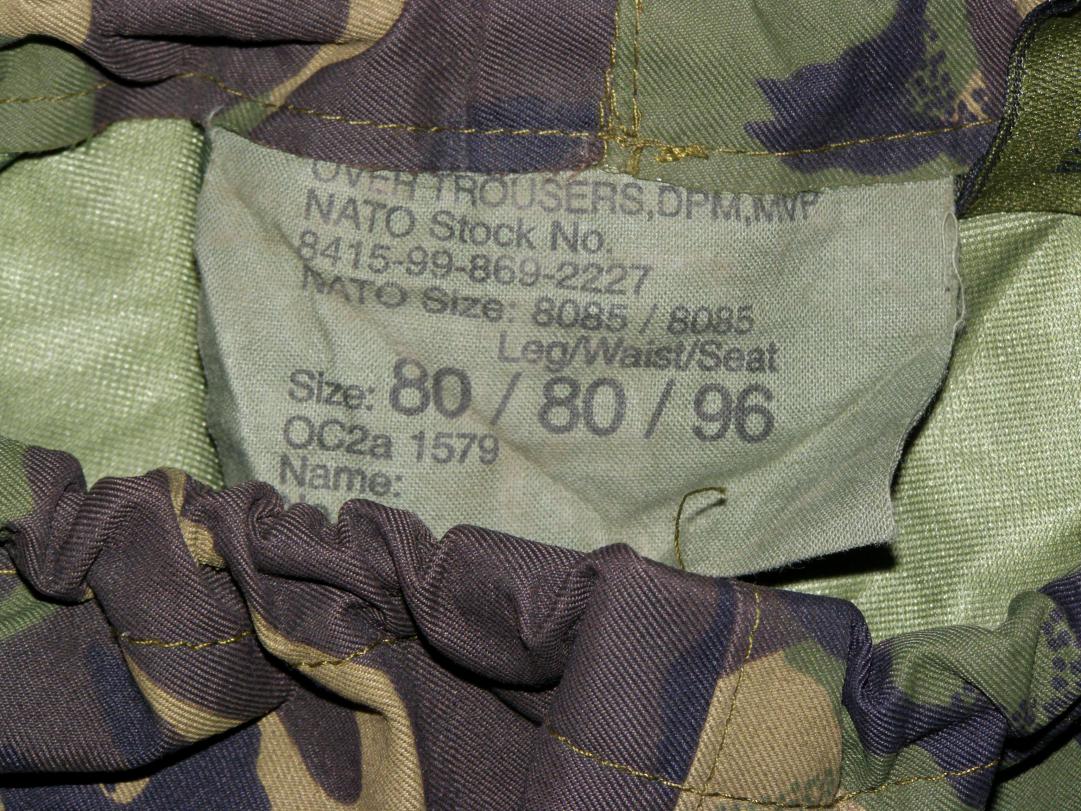 OVER TROUSERS,DPM,MVP
NATO Stock No.
8415-99-869-2227
NATO Size: 8085 / 8085
Leg/Waist/Seat
Size: 80 / 80 / 96
OC2a 1579
Name: